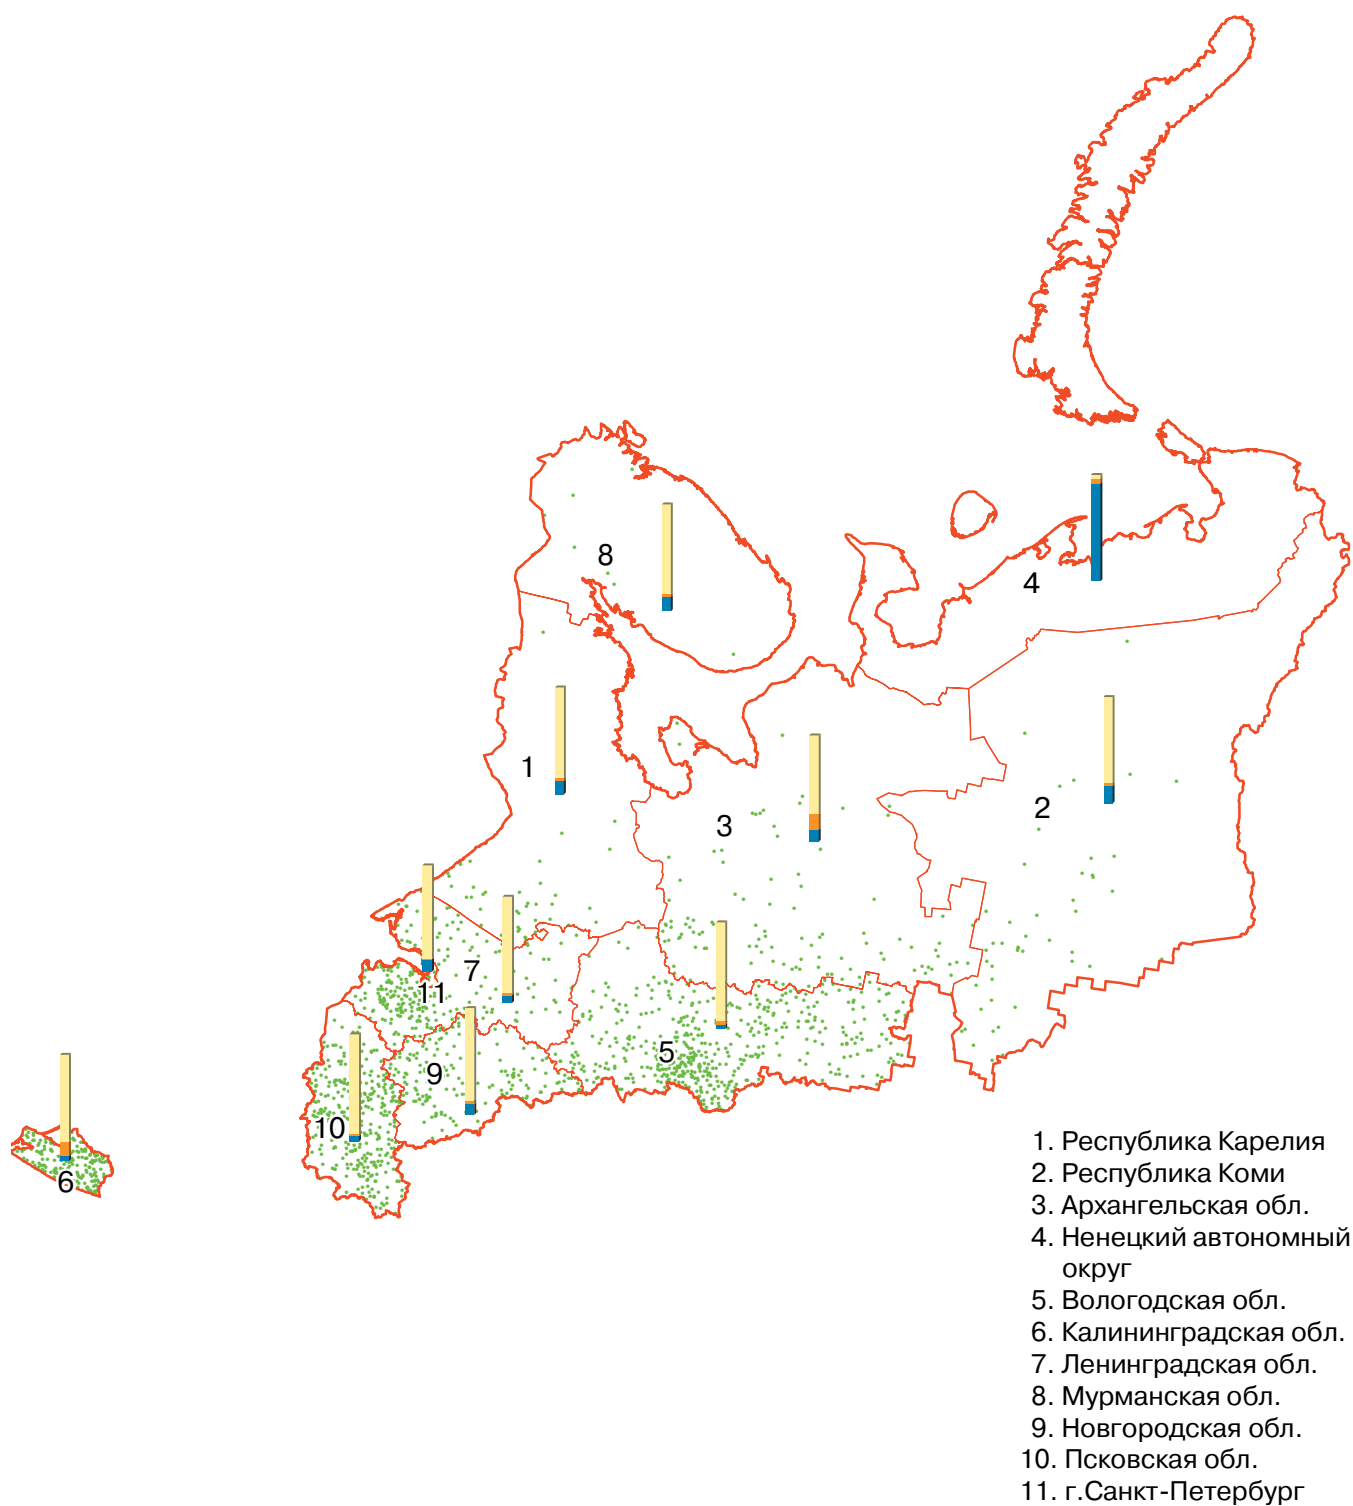 8
4
1
3
2
7
11
5
9
10
6
1. Республика Карелия
2. Республика Коми
3. Архангельская обл.
4. Ненецкий автономный
округ
5. Вологодская обл.
6. Калининградская обл.
7. Ленинградская обл.
8. Мурманская обл.
9. Новгородская обл.
10. Псковская обл.
11. г.Санкт-Петербург